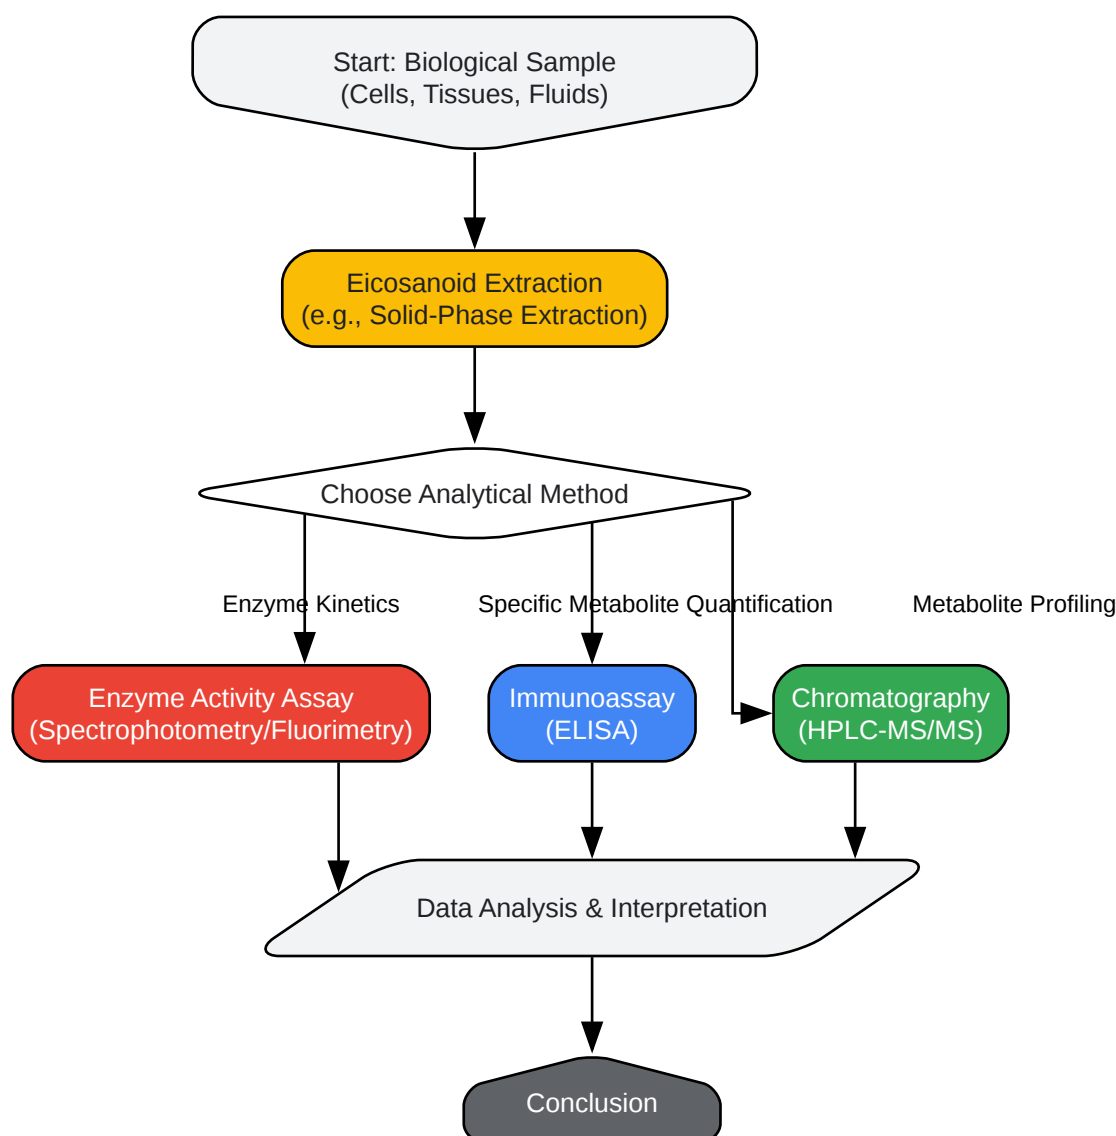 Start: Biological Sample
(Cells, Tissues, Fluids)
Eicosanoid Extraction
(e.g., Solid-Phase Extraction)
Choose Analytical Method
Enzyme Kinetics
Specific Metabolite Quantification
Metabolite Profiling
Enzyme Activity Assay
(Spectrophotometry/Fluorimetry)
Immunoassay
(ELISA)
Chromatography
(HPLC-MS/MS)
Data Analysis & Interpretation
Conclusion